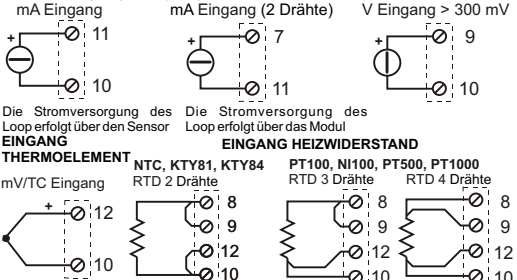 mA Eingang
mA Eingang (2 Drähte)
V Eingang > 300 mV
+
11
10
+
7
11
+
9
10
Die Stromversorgung des
Loop erfolgt über den Sensor
Die Stromversorgung des
Loop erfolgt über das Modul
EINGANG
THERMOELEMENT
EINGANG HEIZWIDERSTAND
mV/TC Eingang
+
12
10
NTC, KTY81, KTY84
RTD 2 Drähte
8
9
12
10
PT100, NI100, PT500, PT1000
RTD 3 Drähte
8
9
12
10
RTD 4 Drähte
8
9
12
10